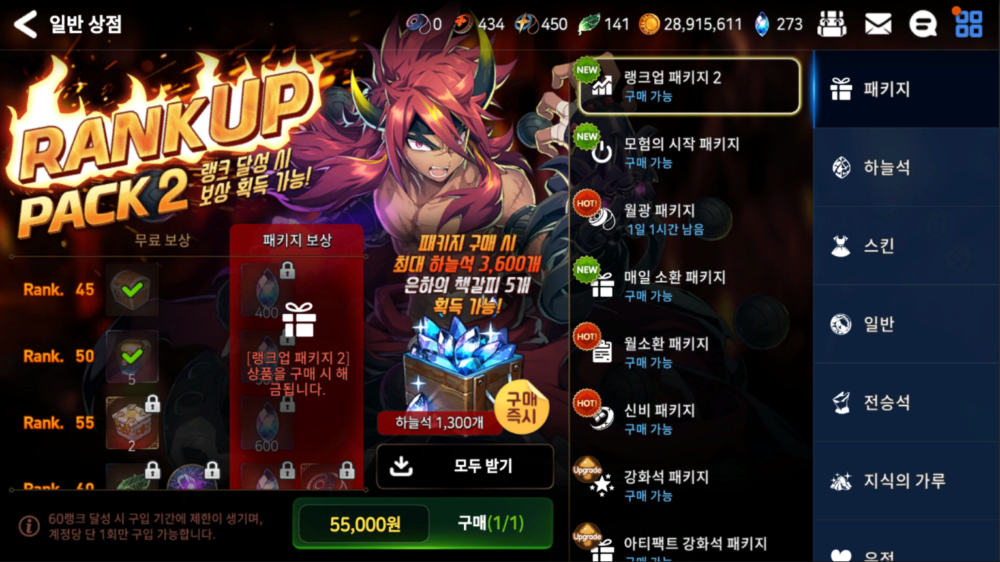 일반 상점
0
434
450
141
28,915,611
273
RANK UP
PACK 2
랭크 달성 시
보상 획득 가능!
무료 보상
패키지 보상
Rank. 45
400
Rank. 50
5
[랭크업 패키지 2]
상품을 구매 시 해
금됩니다.
Rank. 55
2
600
패키지 구매 시
최대 하늘석 3,600개
은하의 책갈피 5개
획득 가능!
구매
즉시
하늘석 1,300개
모두 받기
60랭크 달성 시 구입 기간에 제한이 생기며,
계정당 단 1회만 구입 가능합니다.
55,000원
구매(1/1)
NEW
랭크업 패키지 2
구매 가능
NEW
모험의 시작 패키지
구매 가능
HOT!
월광 패키지
1일 1시간 남음
NEW
매일 소환 패키지
구매 가능
HOT!
월소환 패키지
구매 가능
HOT!
신비 패키지
구매 가능
Upgrade
강화석 패키지
구매 가능
Upgrade
아티팩트 강화석 패키지
패키지
하늘석
스킨
일반
전승석
지식의 가루